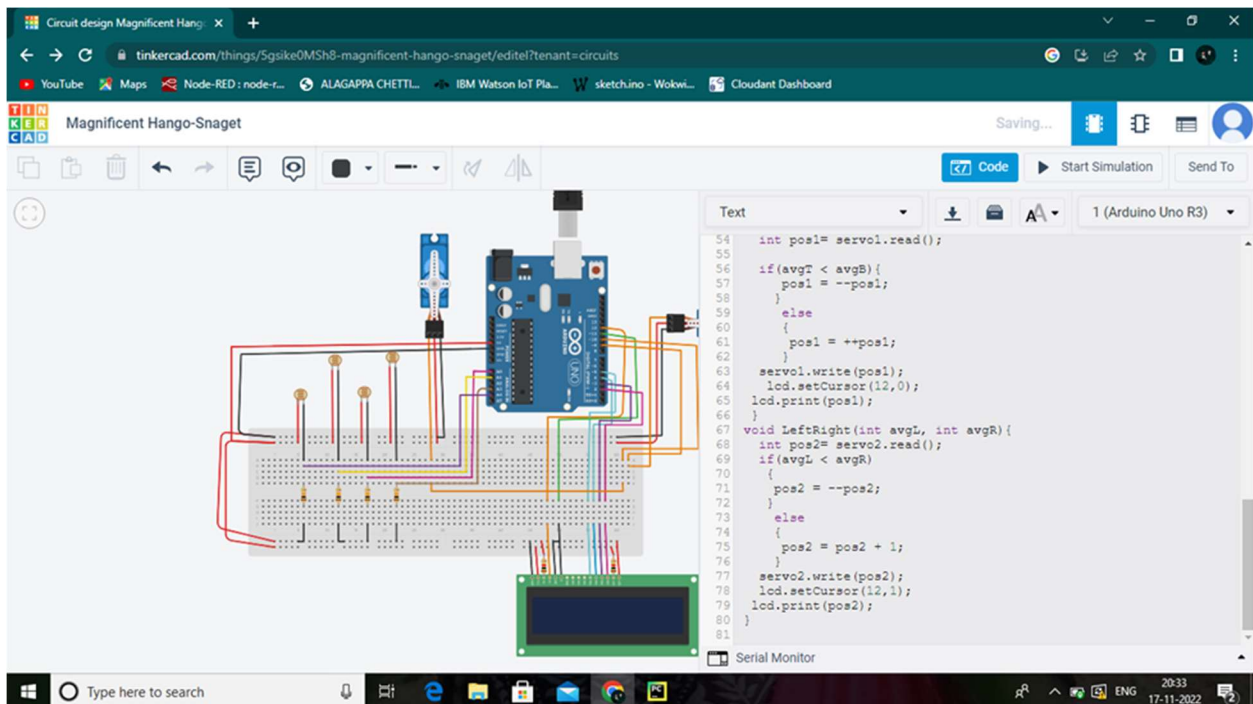 Circuit design Magnificent Hang
tinkercad.com/things/5gsike0MSh8-magnificent-hango-snaget/editel?tenant=circuits
YouTube Maps Node-RED : node-r... ALAGAPPA CHETTI... IBM Watson IoT Pla... sketch.ino - Wokwi... Cloudant Dashboard
TIN
KER
CAD
Magnificent Hango-Snaget
Saving...
Code
Start Simulation
Send To
Text
1 (Arduino Uno R3)
54 int pos1= servo1.read();
55
56 if(avgT < avgB){
57 pos1 = --pos1;
58 }
59 else
60 {
61 pos1 = ++pos1;
62 }
63 servo1.write(pos1);
64 lcd.setCursor(12,0);
65 lcd.print(pos1);
66 }
67 void LeftRight(int avgL, int avgR){
68 int pos2= servo2.read();
69 if(avgL < avgR)
70 {
71 pos2 = --pos2;
72 }
73 else
74 {
75 pos2 = pos2 + 1;
76 }
77 servo2.write(pos2);
78 lcd.setCursor(12,1);
79 lcd.print(pos2);
80 }
81
UNO
ARDUINO
Serial Monitor
Type here to search
ENG
20:33
17-11-2022